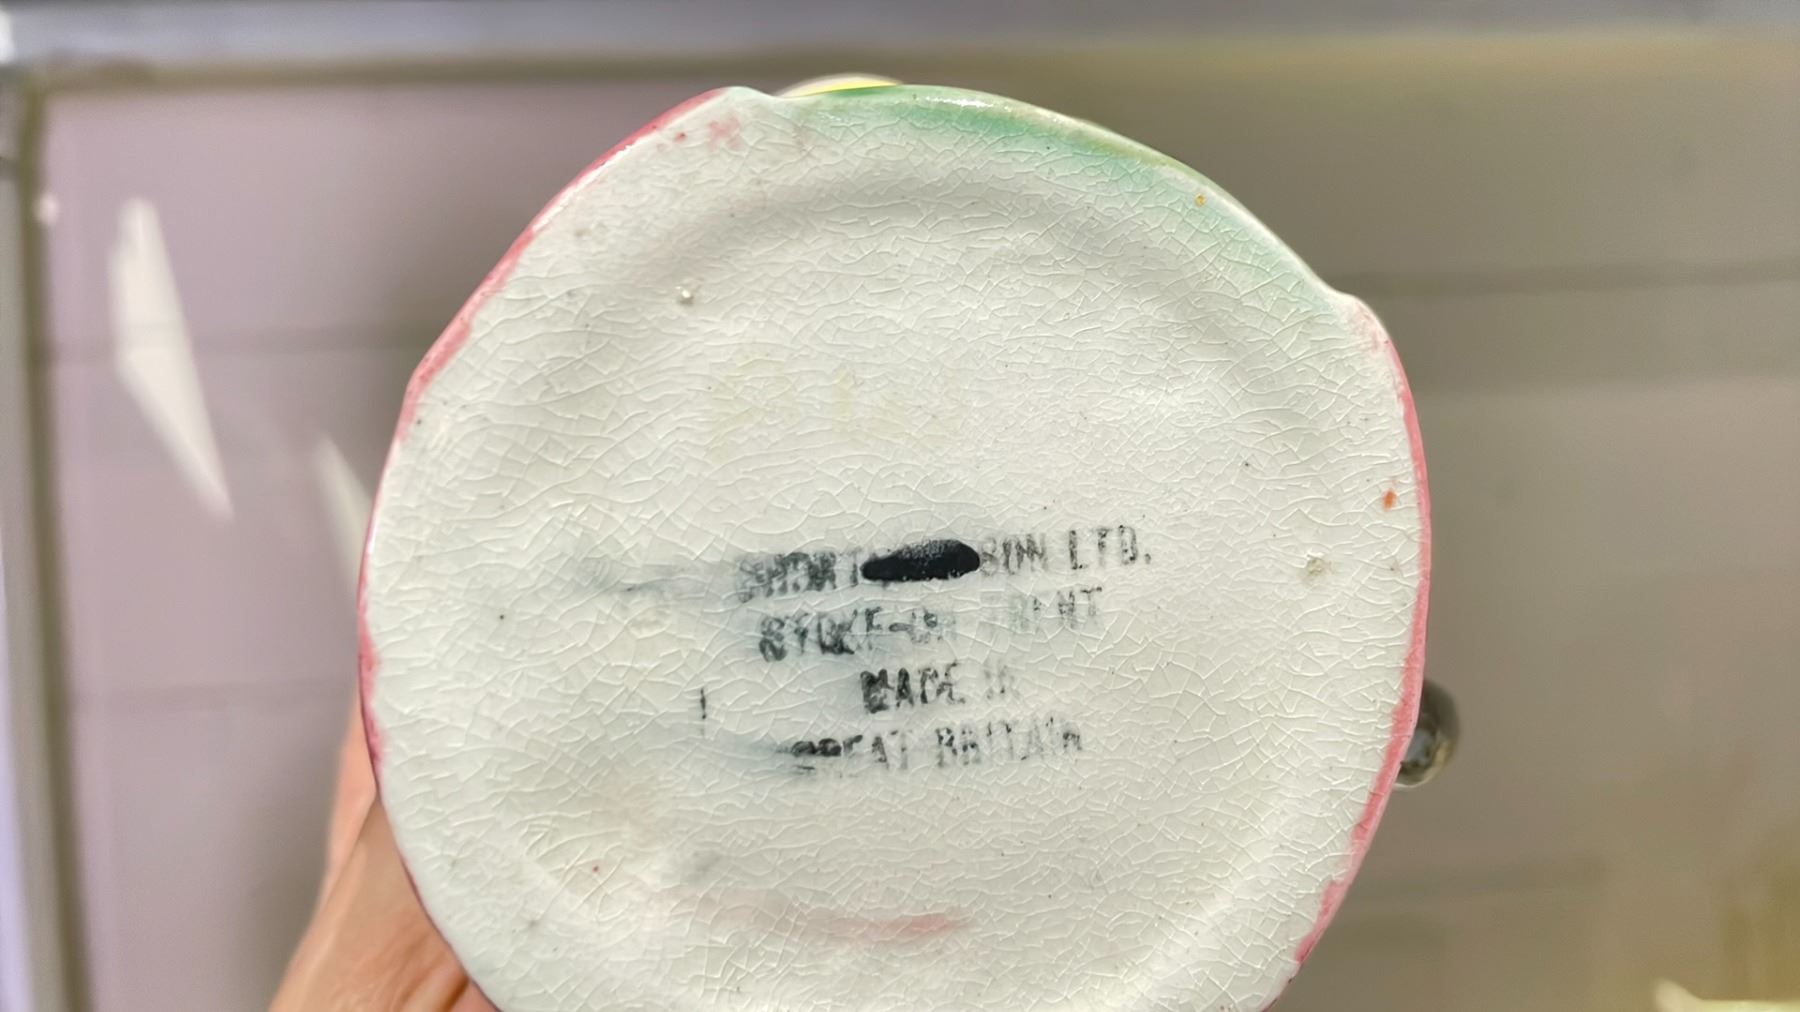 SHORT SON LTD.
STOKE-ON TRENT
MADE IN
GREAT BRITAIN